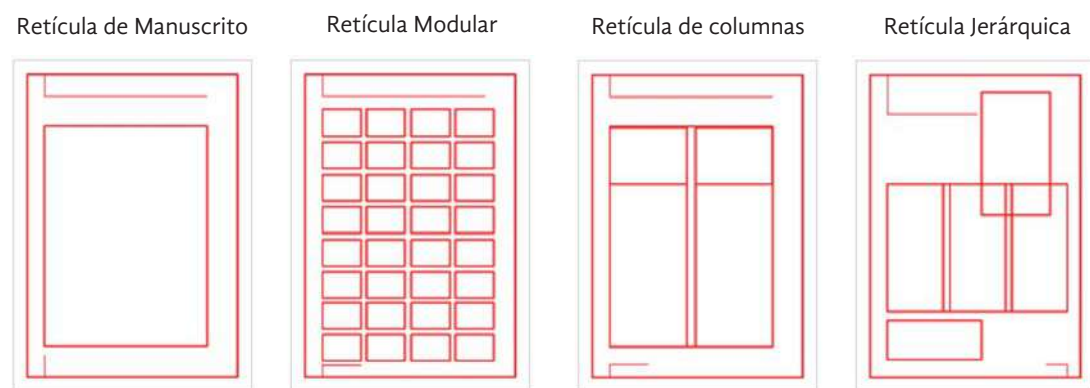 Retícula de Manuscrito
Retícula Modular
Retícula de columnas
Retícula Jerárquica